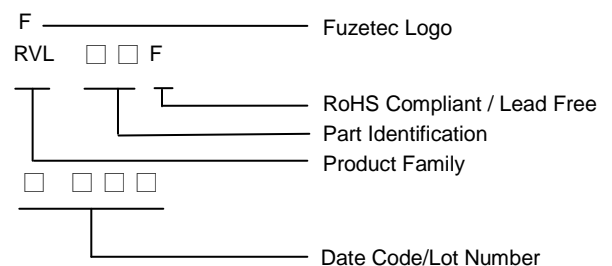 F Fuzetec Logo
RVL □ □ F
RoHS Compliant / Lead Free
Part Identification
Product Family
□ □ □ □
Date Code/Lot Number